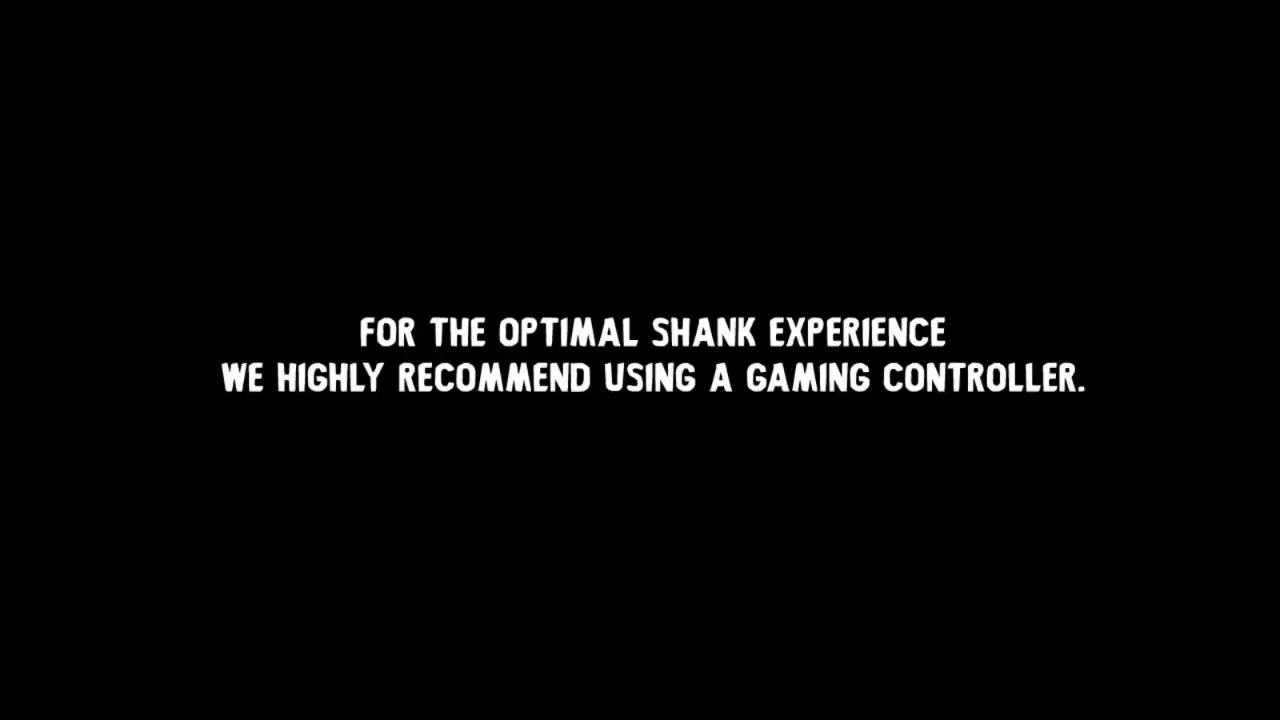 FOR THE OPTIMAL SHANK EXPERIENCE
WE HIGHLY RECOMMEND USING A GAMING CONTROLLER.